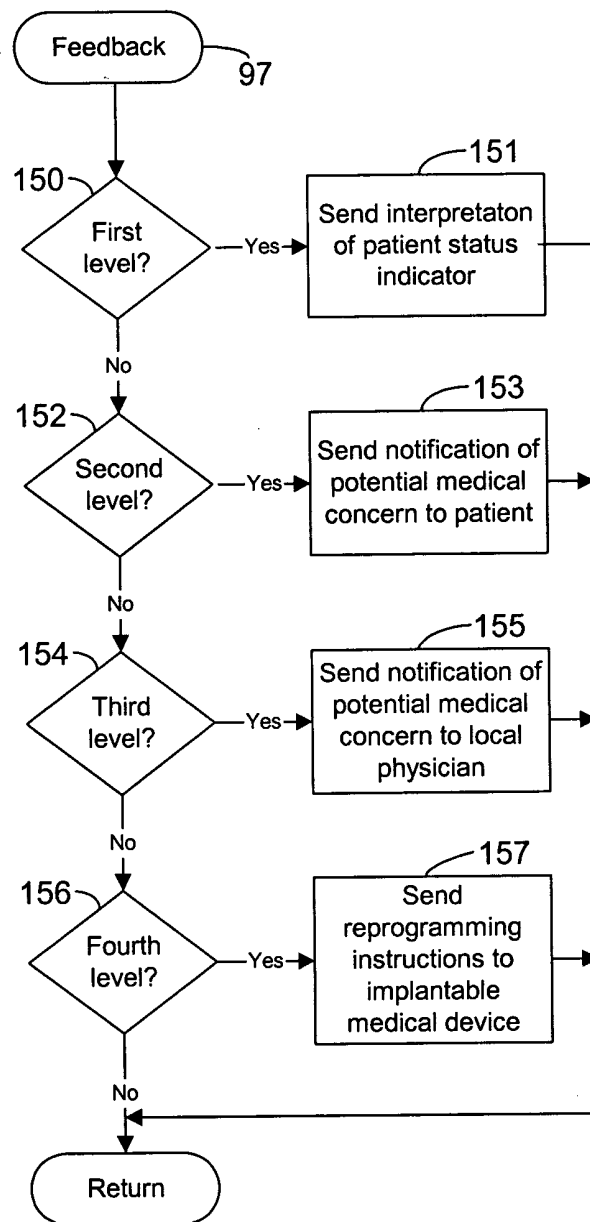 Feedback
97
150
151
First
level?
Yes
Send interpretaton
of patient status
indicator
No
152
153
Second
level?
Yes
Send notification of
potential medical
concern to patient
No
154
155
Third
level?
Yes
Send notification of
potential medical
concern to local
physician
No
156
157
Fourth
level?
Yes
Send
reprogramming
instructions to
implantable
medical device
No
Return